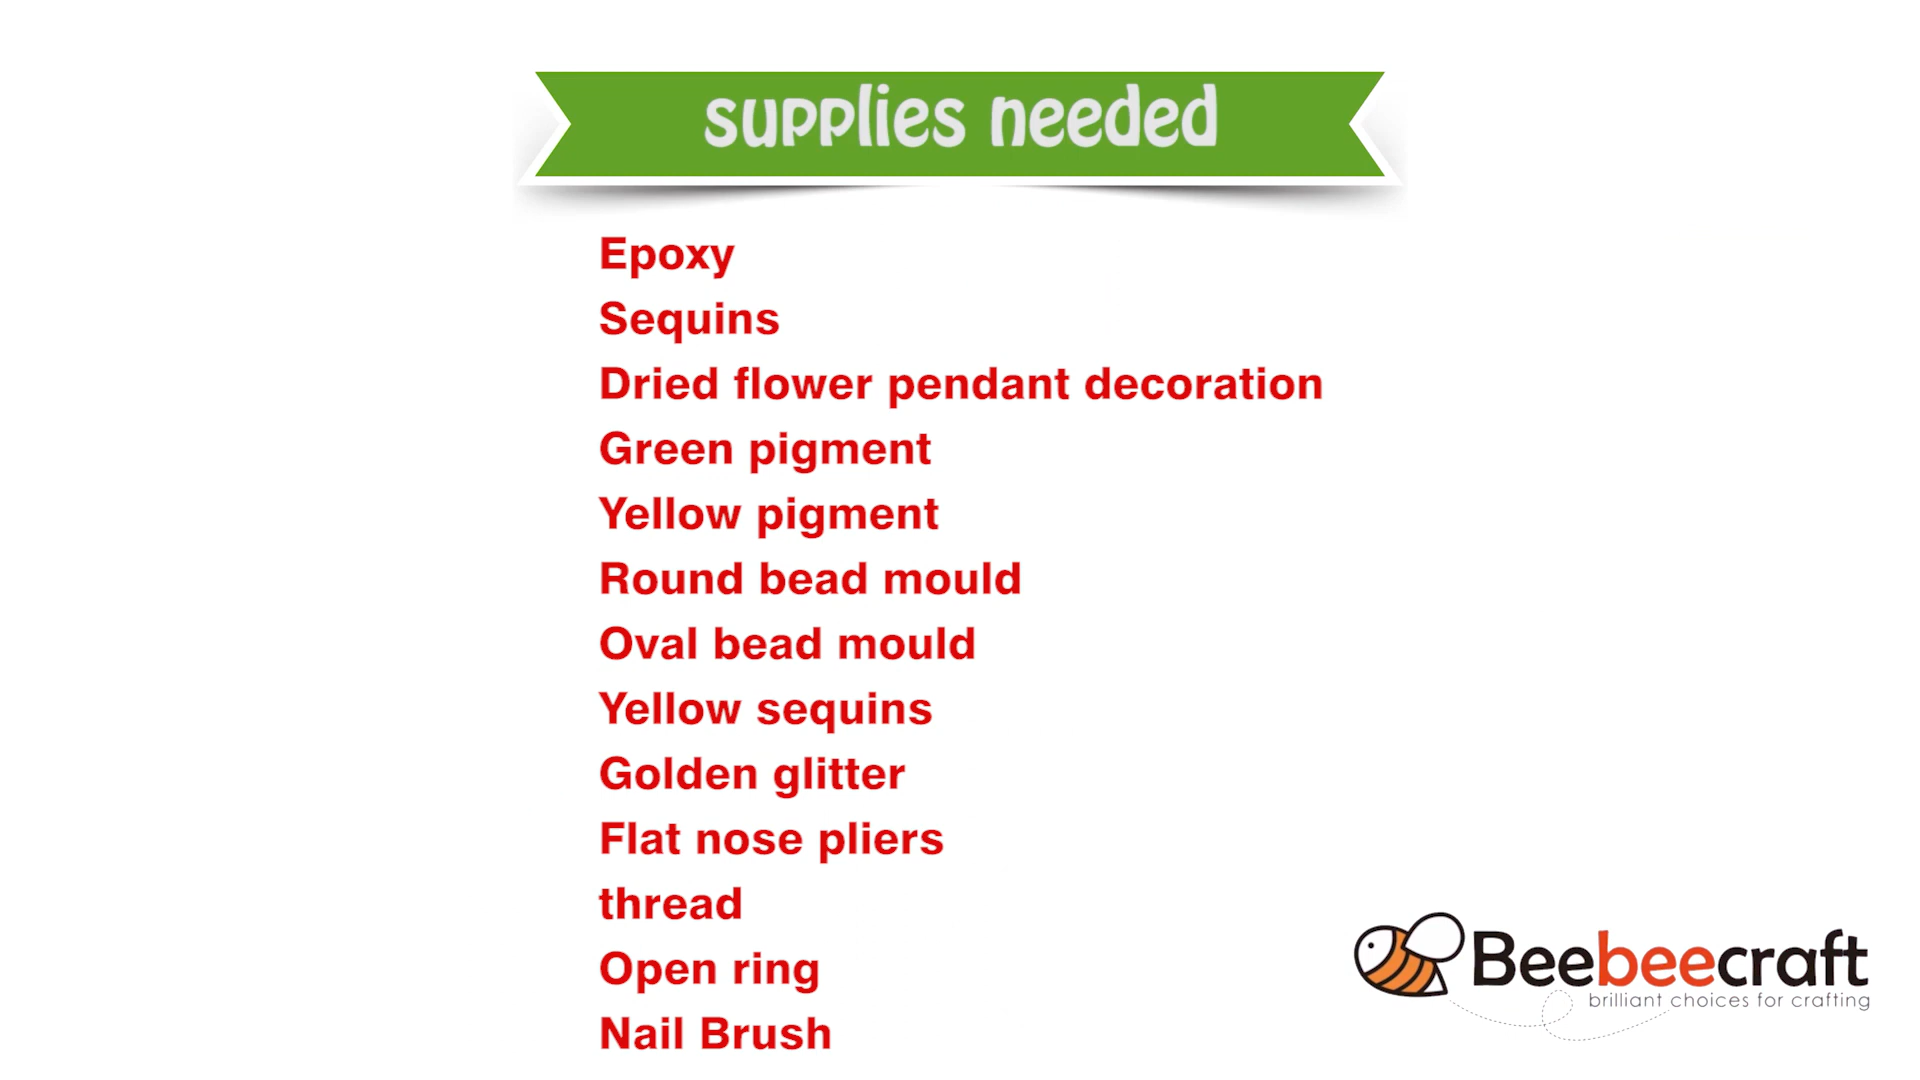 supplies needed
Epoxy
Sequins
Dried flower pendant decoration
Green pigment
Yellow pigment
Round bead mould
Oval bead mould
Yellow sequins
Golden glitter
Flat nose pliers
thread
Open ring
Nail Brush
Beebeecraft
brilliant choices for crafting